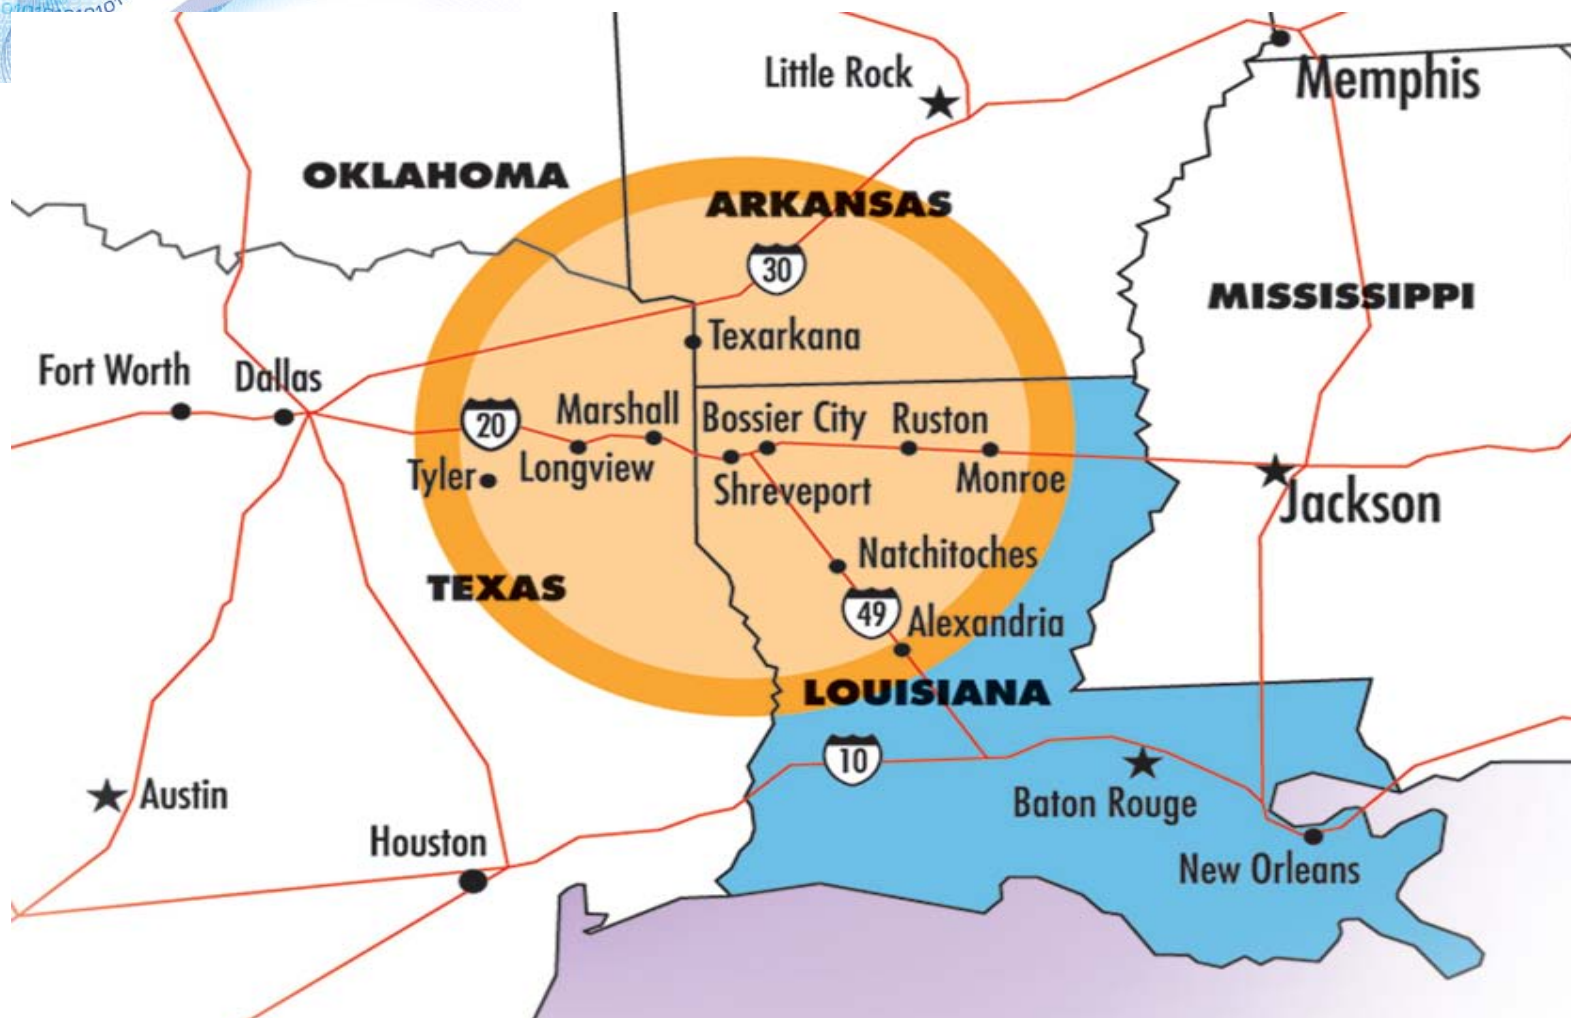 Little Rock
Memphis
OKLAHOMA
ARKANSAS
30
MISSISSIPPI
Texarkana
Fort Worth
Dallas
20
Marshall
Bossier City
Ruston
Tyler
Longview
Shreveport
Monroe
Jackson
Natchitoches
TEXAS
49
Alexandria
LOUISIANA
10
Austin
Baton Rouge
Houston
New Orleans